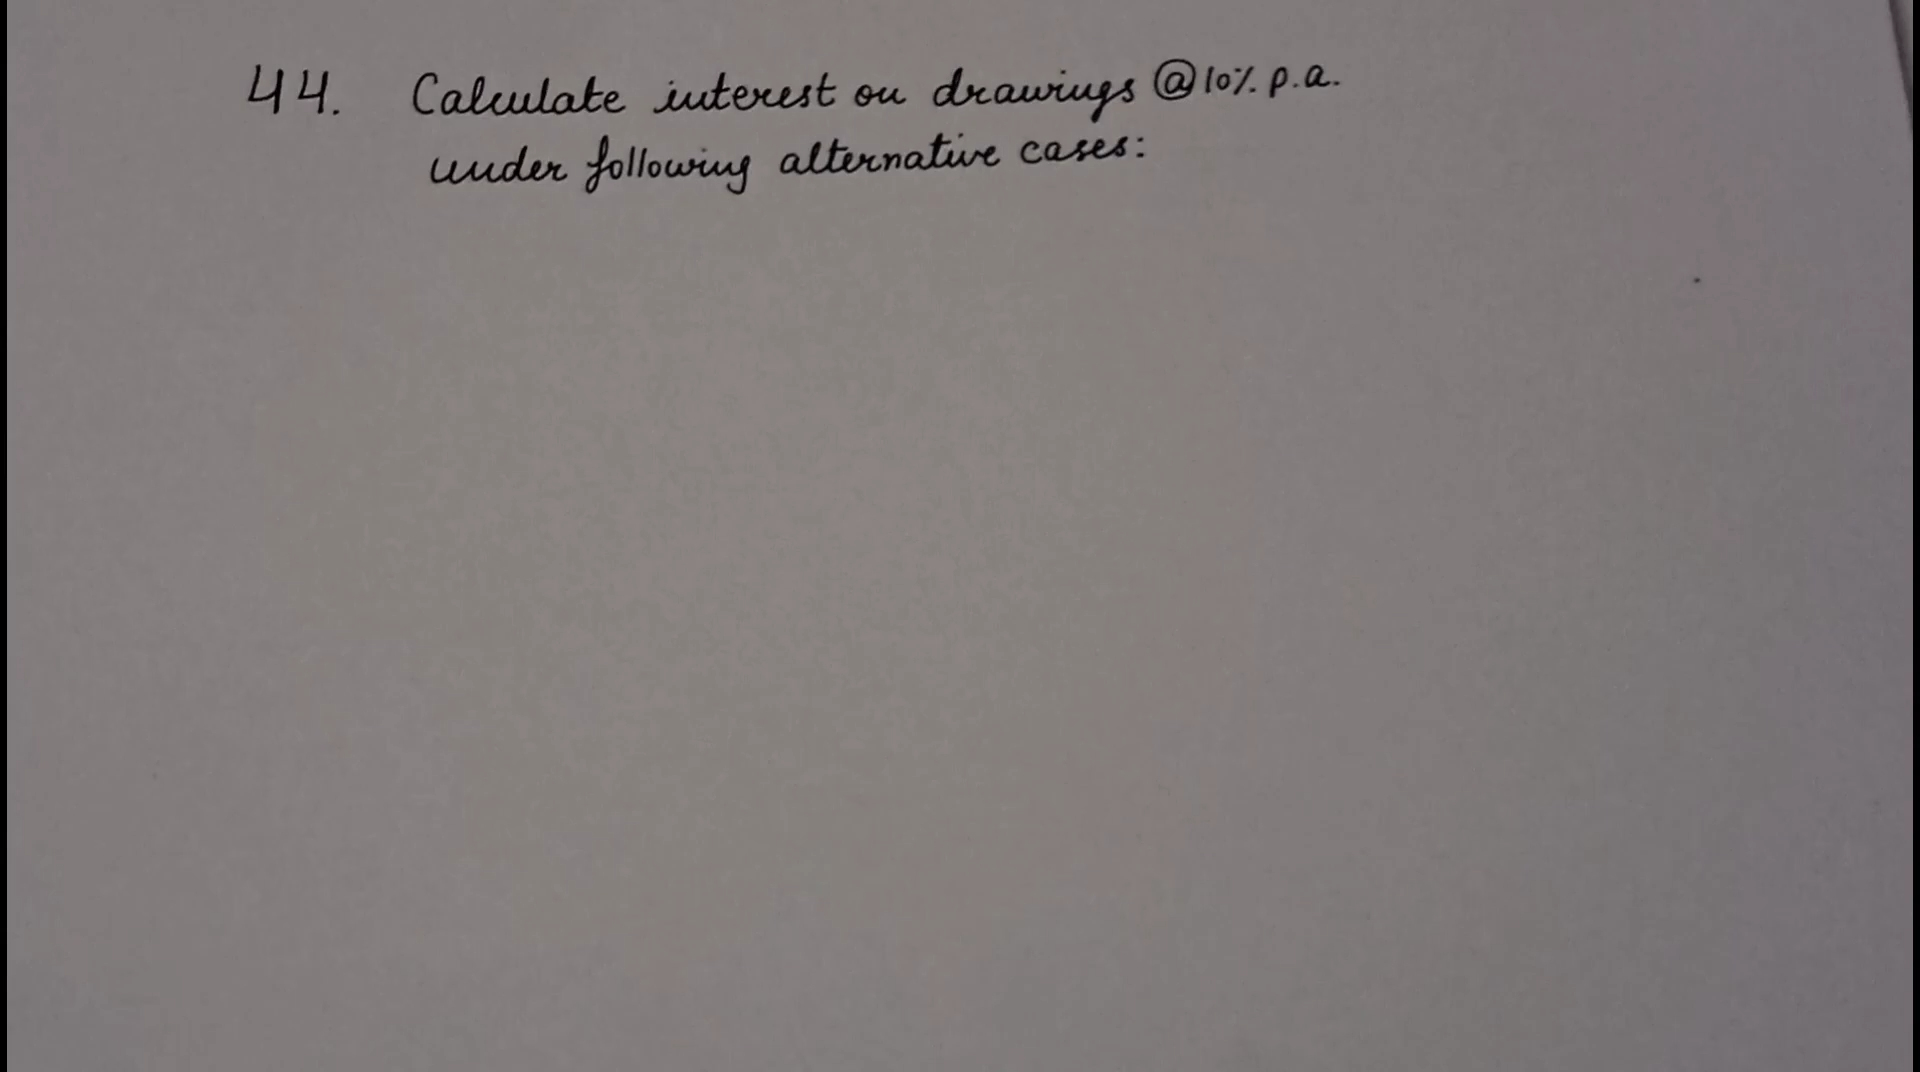 44. Calculate interest on drawings @10% p.a.
under following alternative cases: